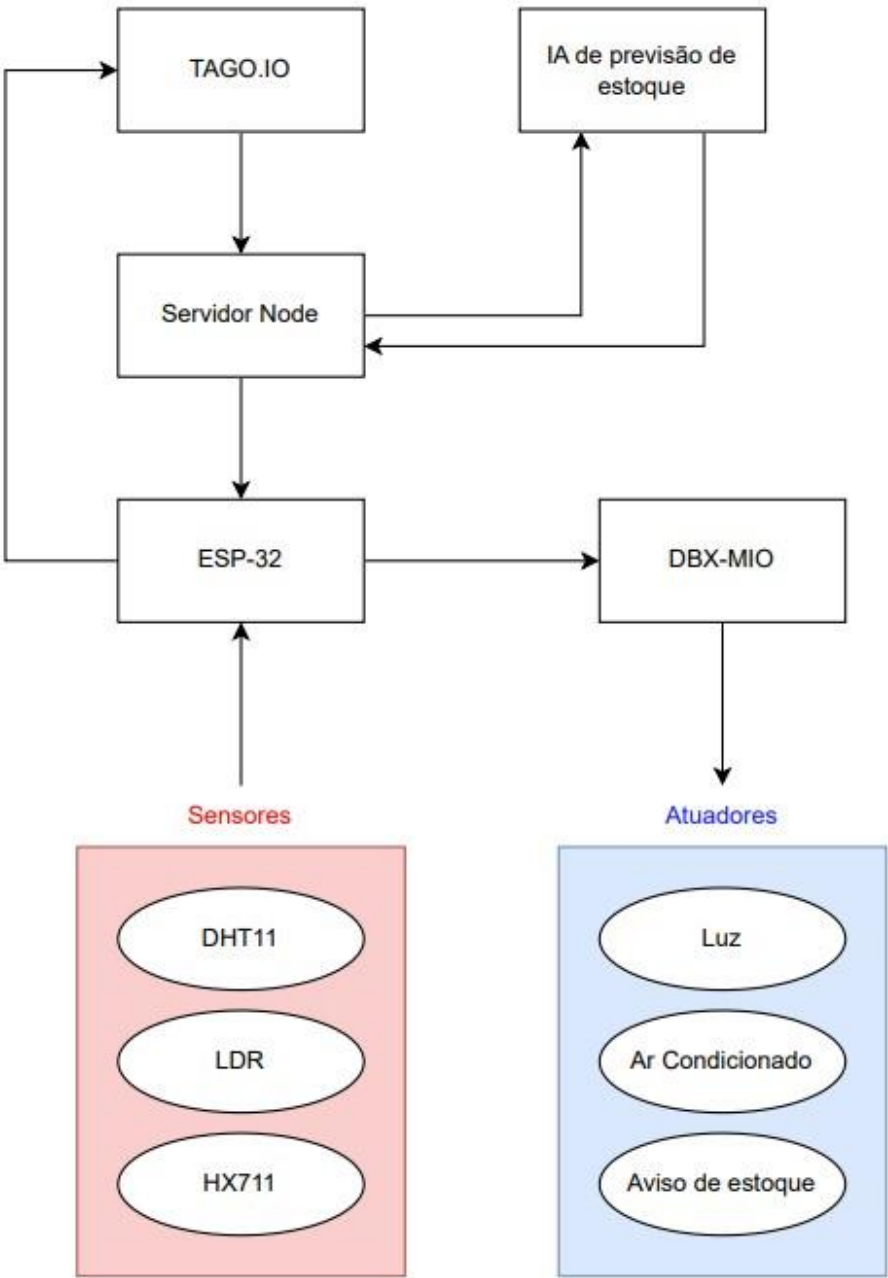 TAGO.IO
IA de previsão de
estoque
Servidor Node
ESP-32
DBX-MIO
Sensores
Atuadores
DHT11
Luz
LDR
Ar Condicionado
HX711
Aviso de estoque